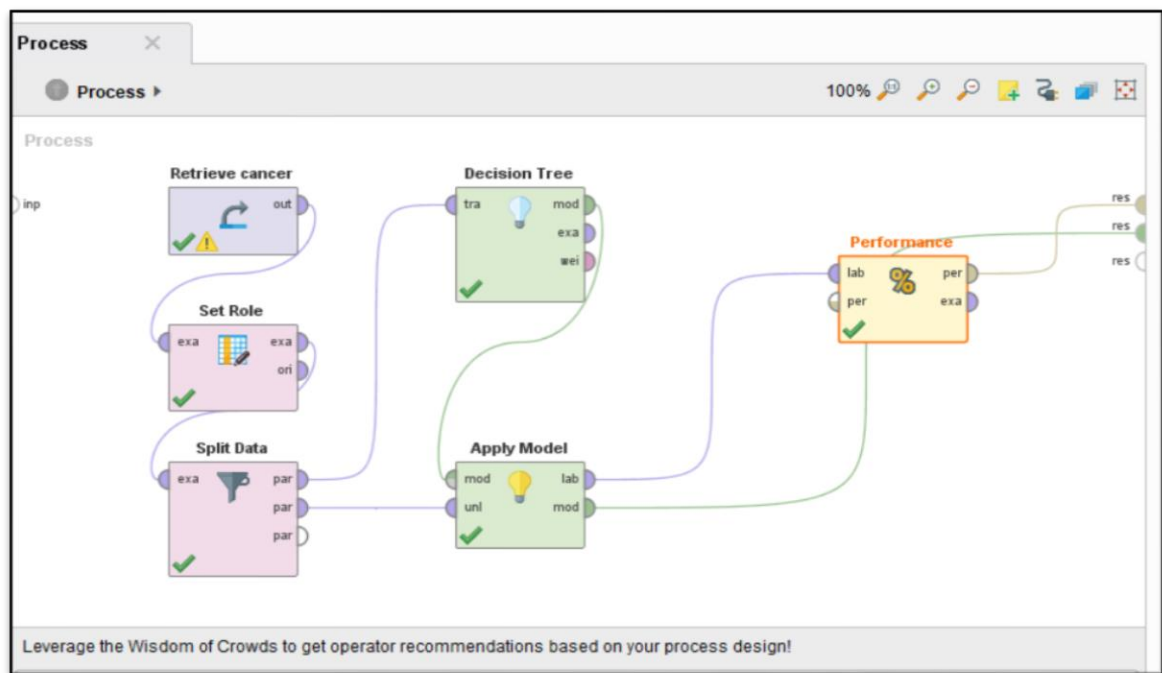 Process
Process
100%
Process
inp
Retrieve cancer
out
Set Role
exa
exa
ori
Split Data
exa
par
par
par
Decision Tree
tra
mod
exa
wei
Apply Model
mod
lab
unl
mod
Performance
lab
per
per
exa
res
res
res
Leverage the Wisdom of Crowds to get operator recommendations based on your process design!